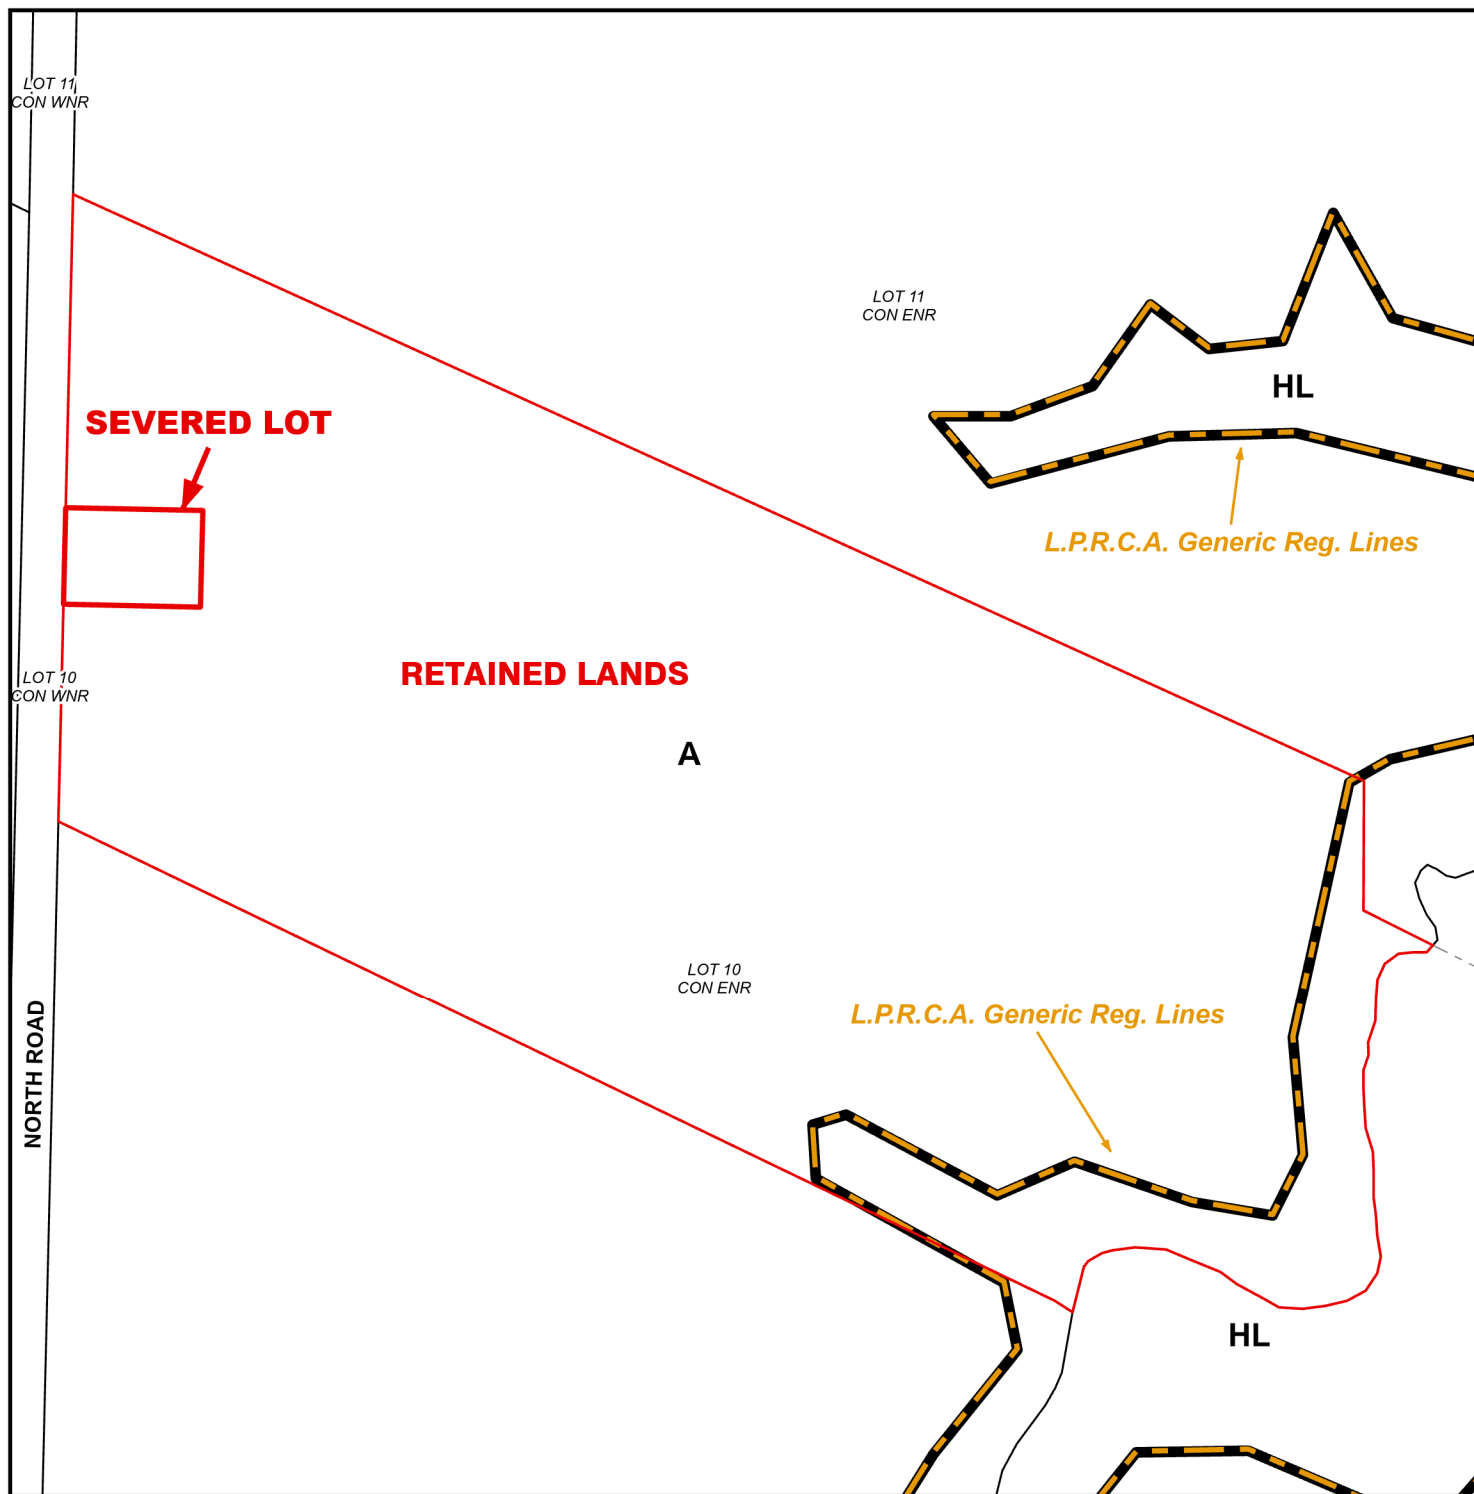 LOT 11
CON WNR
LOT 11
CON ENR
HL
SEVERED LOT
L.P.R.C.A. Generic Reg. Lines
RETAINED LANDS
LOT 10
CON WNR
A
LOT 10
CON ENR
L.P.R.C.A. Generic Reg. Lines
NORTH ROAD
HL